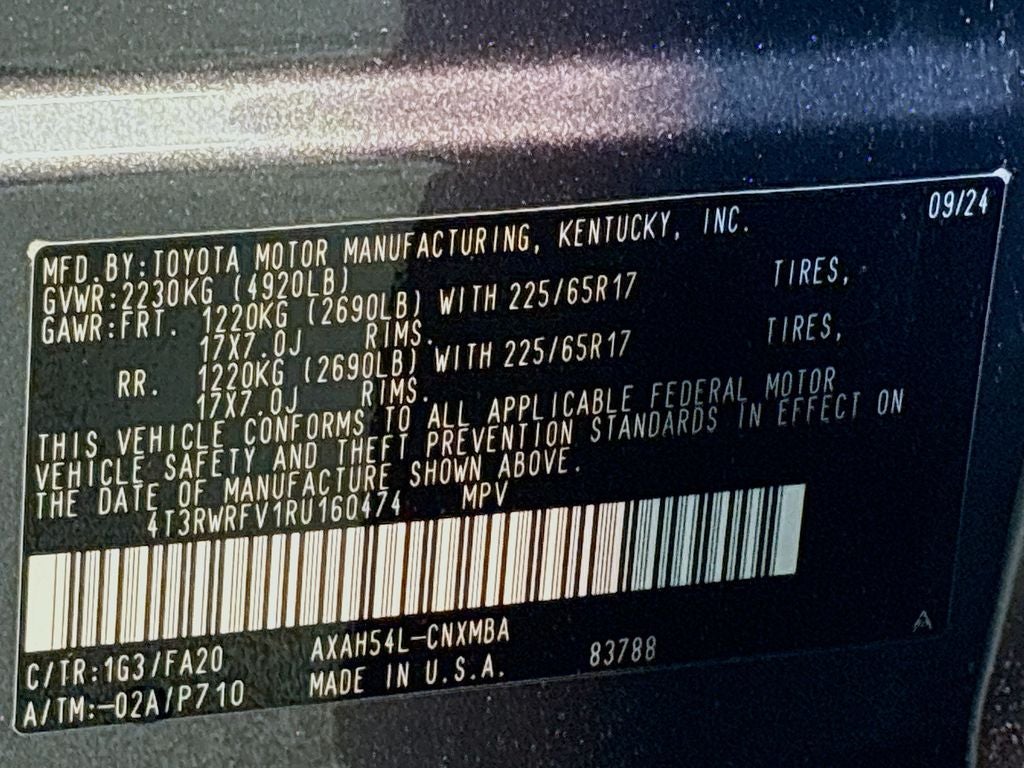 09/24
MFD.BY:TOYOTA MOTOR MANUFACTURING, KENTUCKY, INC.
GVWR:2230KG (4920LB)
GAWR:FRT. 1220KG (2690LB) WITH 225/65R17 TIRES,
17X7.0J RIMS.
RR. 1220KG (2690LB) WITH 225/65R17 TIRES,
17X7.0J RIMS.
THIS VEHICLE CONFORMS TO ALL APPLICABLE FEDERAL MOTOR
VEHICLE SAFETY AND THEFT PREVENTION STANDARDS IN EFFECT ON
THE DATE OF MANUFACTURE SHOWN ABOVE.
4T3RWRFV1RU160474 MPV
C/TR:1G3/FA20 AXAH54L-CNXMBA
A/TM:-02A/P710 MADE IN U.S.A. 83788